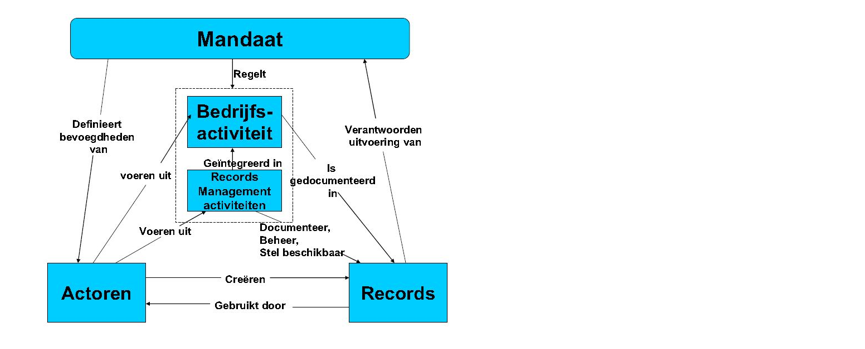 Mandaat
Regelt
Bedrijfs-
activiteit
Definieert
bevoegdheden
van
Verantwoorden
uitvoering van
Geïntegreerd in
Is
gedocumenteerd
in
voeren uit
Records
Management
activiteiten
Voeren uit
Documenteer,
Beheer,
Stel beschikbaar
Actoren
Creëren
Gebruikt door
Records